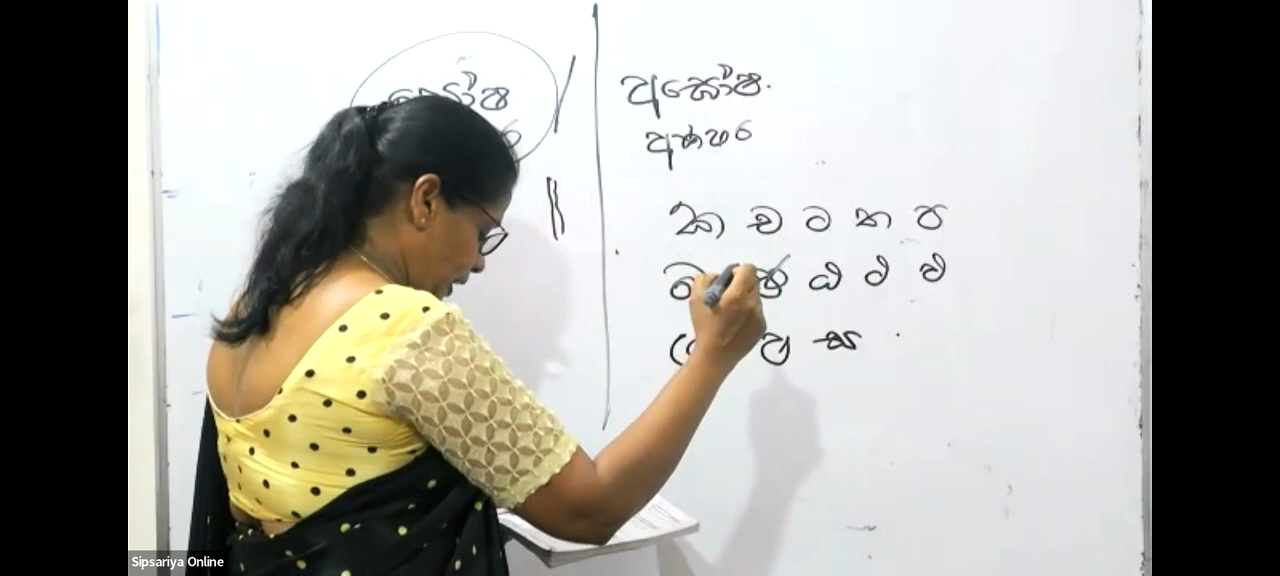 අඝෝෂ
අක්ෂර
ක ච ට ත ප
ඛ ඡ ඨ ථ ඵ
ශ ෂ ස
Sipsariya Online